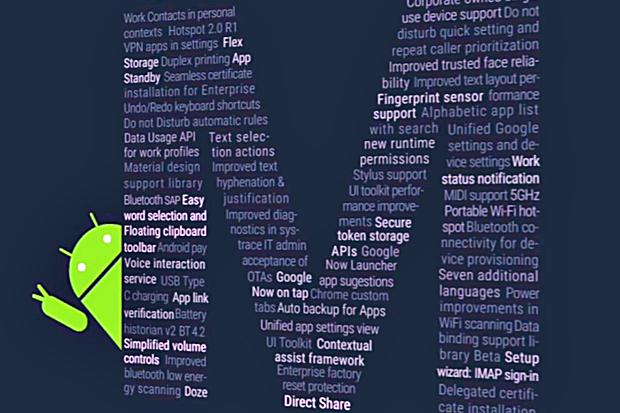 Work Contacts in personal
contexts Hotspot 2.0 R1
VPN apps in settings Flex
Storage Duplex printing App
Standby Seamless certificate
installation for Enterprise
Undo/Redo keyboard shortcuts
Do not Disturb automatic rules
Data Usage API
for work profiles
Material design
support library
Bluetooth SAP Easy
word selection and
Floating clipboard
toolbar Android pay
Voice interaction
service USB Type
C charging App link
verification Battery
historian v2 BT 4.2
Simplified volume
controls Improved
bluetooth low ener-
gy scanning Doze
Text selec-
tion actions
Improved text
hyphenation &
justification
Improved diag-
nostics in sys-
trace IT admin
acceptance of
OTAs Google
Now on tap Chrome custom
tabs Auto backup for Apps
Unified app settings view
UI Toolkit Contextual
assist framework
Enterprise factory
reset protection
Direct Share
Corporate owned
use device support Do not
disturb quick setting and
repeat caller prioritization
Improved trusted face relia-
bility Improved text layout per-
Fingerprint sensor formance
support Alphabetic app list
with search
new runtime
permissions
Stylus support
UI toolkit perfor-
mance improve-
ments Secure
token storage
APIs Google
Now Launcher
app sugestions
Unified Google
settings and de-
vice settings Work
status notification
MIDI support 5GHz
Portable Wi-Fi hot-
spot Bluetooth co-
nnectivity for de-
vice provisioning
Seven additional
languages Power
improvements in
WiFi scanning Data
binding support li-
brary Beta Setup
wizard: IMAP sign-in
Delegated certifi-
cate installation